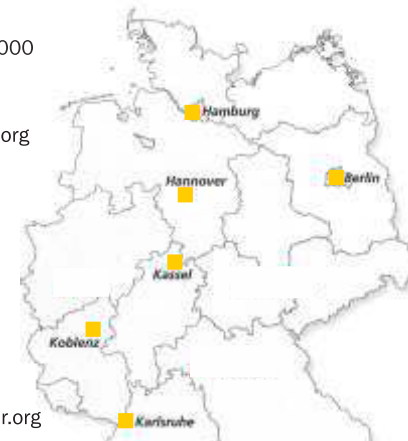 000
Hamburg
org
Hannover
Berlin
Kassel
Koblenz
r.org
Karlsruhe